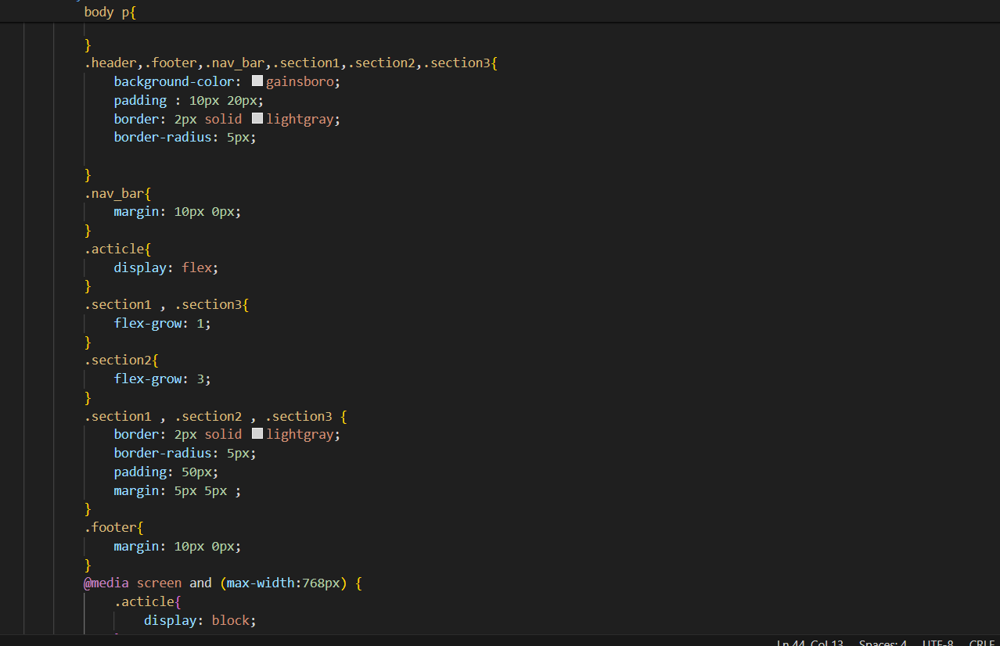 body p{
}
.header,.footer,.nav_bar,.section1,.section2,.section3{
background-color: gainsboro;
padding : 10px 20px;
border: 2px solid lightgray;
border-radius: 5px;
}
.nav_bar{
margin: 10px 0px;
}
.acticle{
display: flex;
}
.section1 , .section3{
flex-grow: 1;
}
.section2{
flex-grow: 3;
}
.section1 , .section2 , .section3 {
border: 2px solid lightgray;
border-radius: 5px;
padding: 50px;
margin: 5px 5px ;
}
.footer{
margin: 10px 0px;
}
@media screen and (max-width:768px) {
.acticle{
display: block;
Ln 44, Col 13 Spaces: 4 UTF-8 CRLF